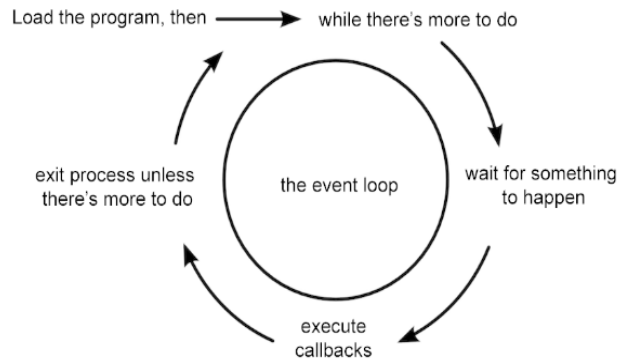 Load the program, then
while there's more to do
wait for something
to happen
execute
callbacks
exit process unless
there's more to do
the event loop